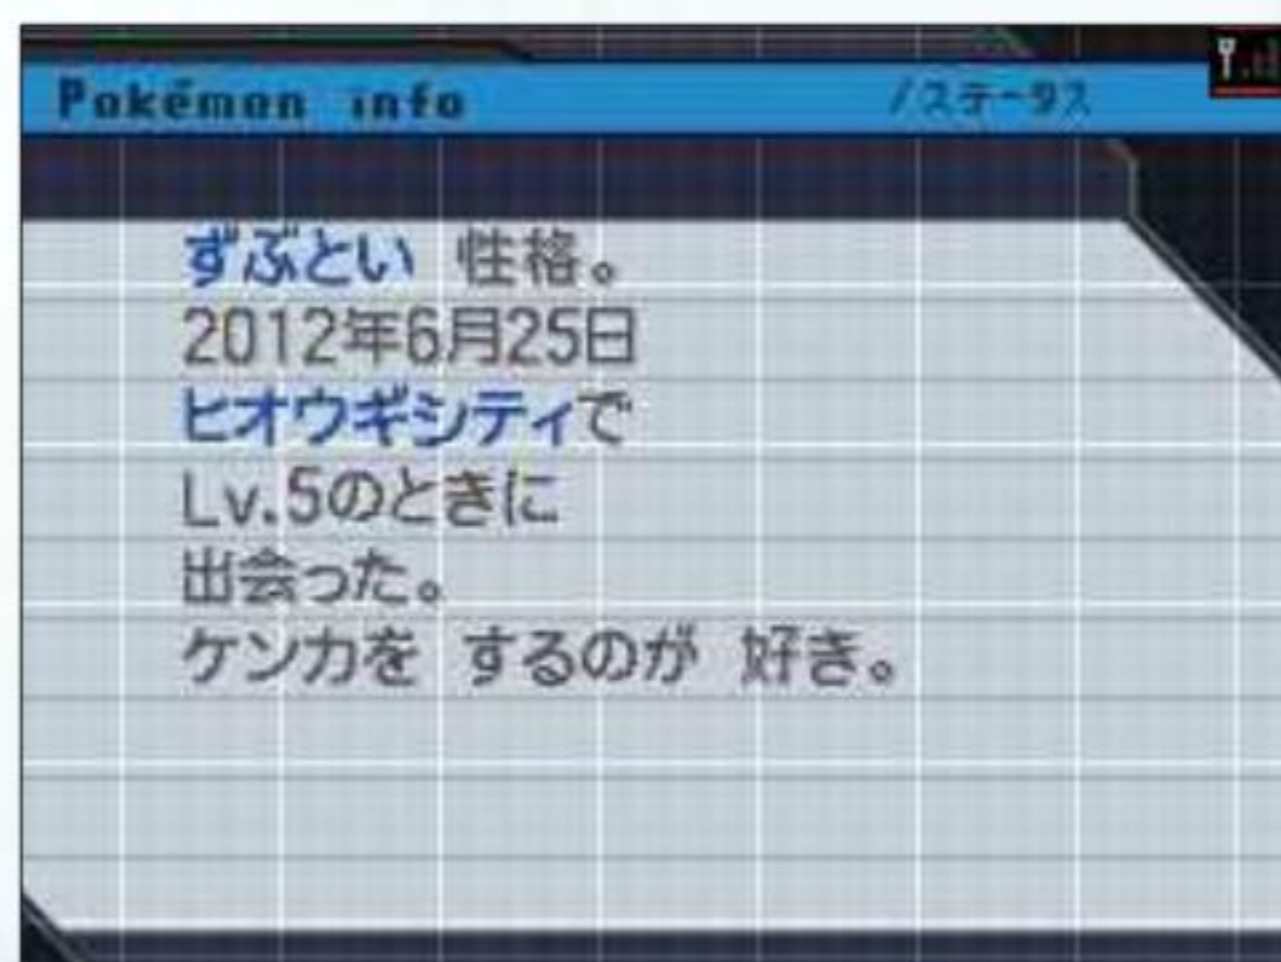 Pokémon info
/ステータス
ずぶとい 性格。
2012年6月25日
ヒオウギシティで
Lv.5のときに
出会った。
ケンカを するのが 好き。